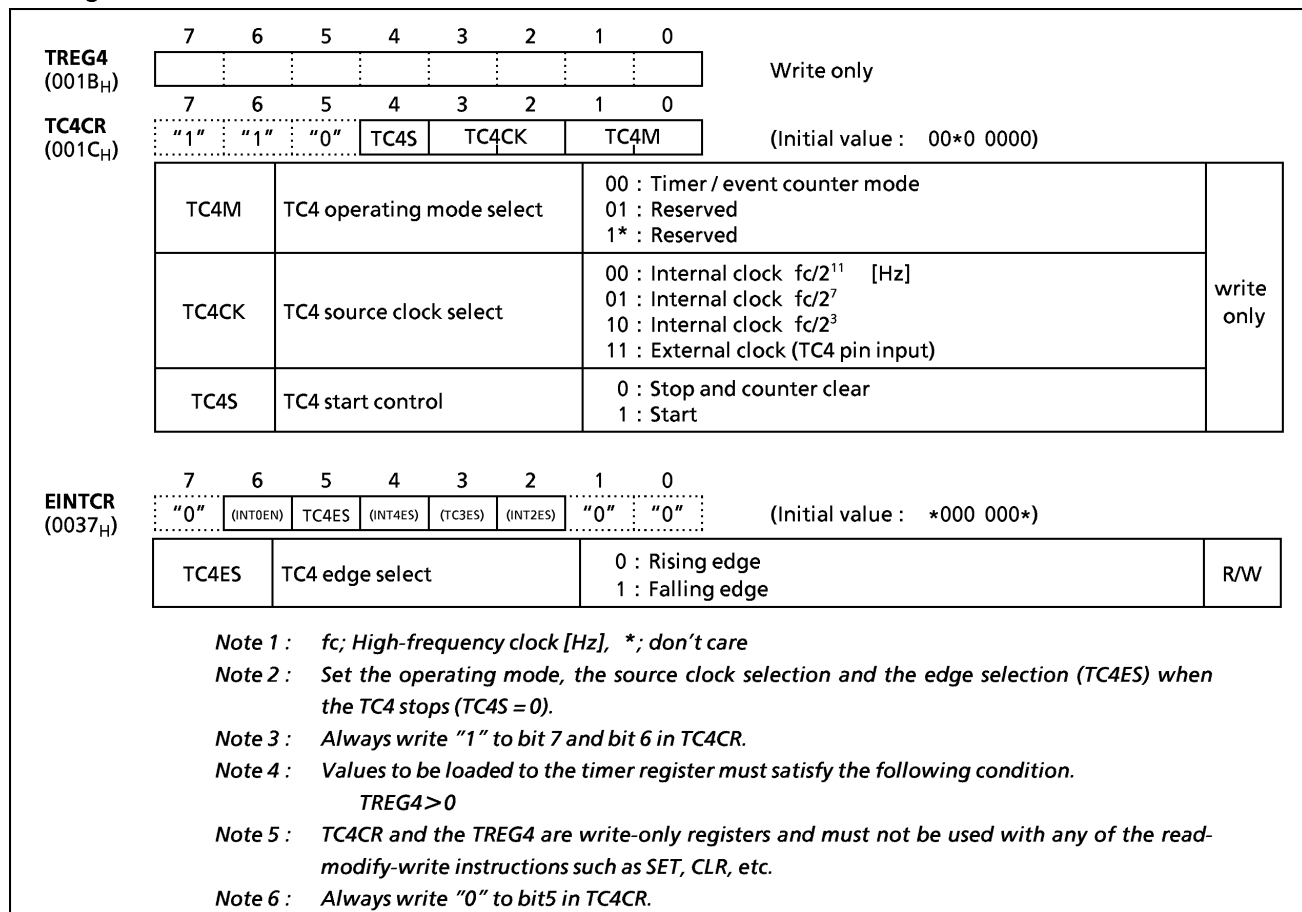 7 6 5 4 3 2 1 0
TREG4
(001BH) Write only
7 6 5 4 3 2 1 0
TC4CR
(001CH) "1" "1" "0" TC4S TC4CK TC4M (Initial value : 00*0 0000)
TC4M TC4 operating mode select
00 : Timer / event counter mode
01 : Reserved
1* : Reserved
TC4CK TC4 source clock select
00 : Internal clock fc/2¹¹ [Hz]
01 : Internal clock fc/2⁷
10 : Internal clock fc/2³
11 : External clock (TC4 pin input)
TC4S TC4 start control
0 : Stop and counter clear
1 : Start
write
only
7 6 5 4 3 2 1 0
EINTCR
(0037H) "0" (INT0EN) TC4ES (INT4ES) (TC3ES) (INT2ES) "0" "0" (Initial value : *000 000*)
TC4ES TC4 edge select
0 : Rising edge
1 : Falling edge
R/W
Note 1 : fc; High-frequency clock [Hz], *; don't care
Note 2 : Set the operating mode, the source clock selection and the edge selection (TC4ES) when
the TC4 stops (TC4S = 0).
Note 3 : Always write "1" to bit 7 and bit 6 in TC4CR.
Note 4 : Values to be loaded to the timer register must satisfy the following condition.
TREG4>0
Note 5 : TC4CR and the TREG4 are write-only registers and must not be used with any of the read-
modify-write instructions such as SET, CLR, etc.
Note 6 : Always write "0" to bit5 in TC4CR.